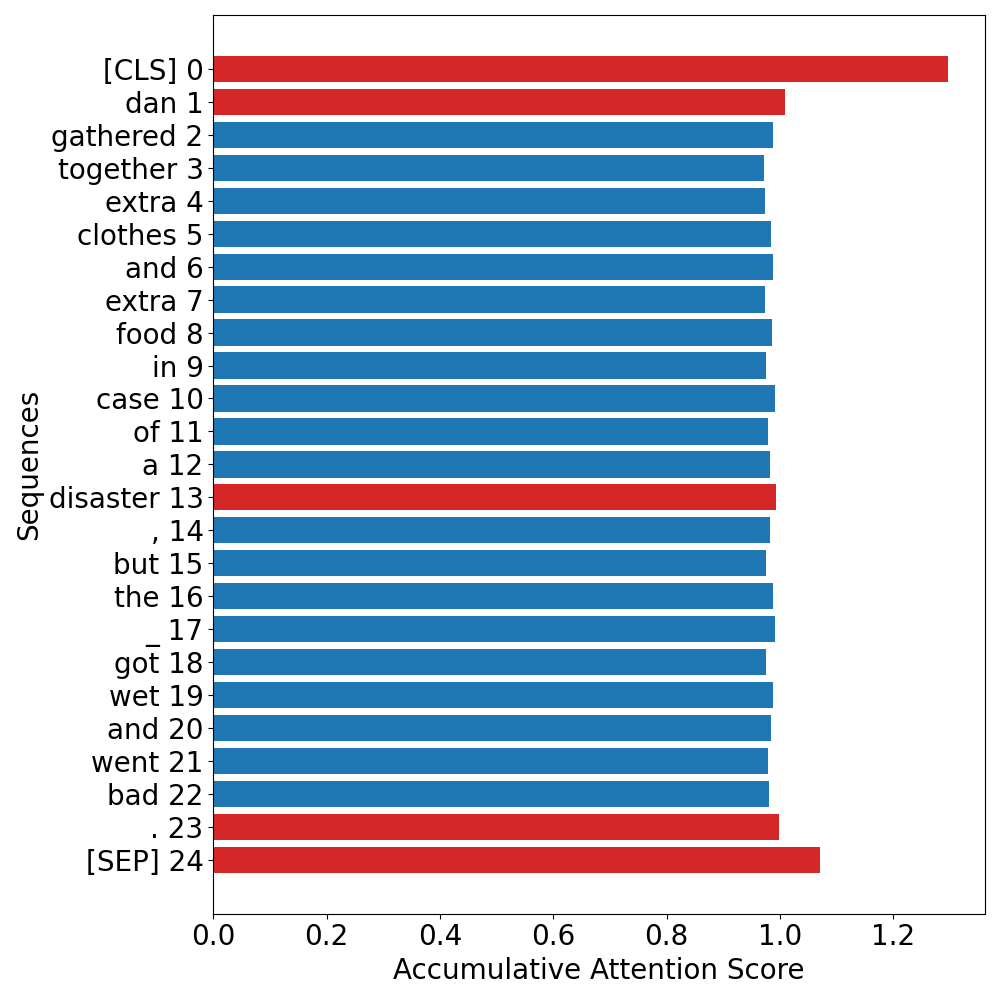 [CLS] 0
dan 1
gathered 2
together 3
extra 4
clothes 5
and 6
extra 7
food 8
in 9
case 10
of 11
a 12
disaster 13
, 14
but 15
the 16
_ 17
got 18
wet 19
and 20
went 21
bad 22
. 23
[SEP] 24
Sequences
0.0 0.2 0.4 0.6 0.8 1.0 1.2
Accumulative Attention Score